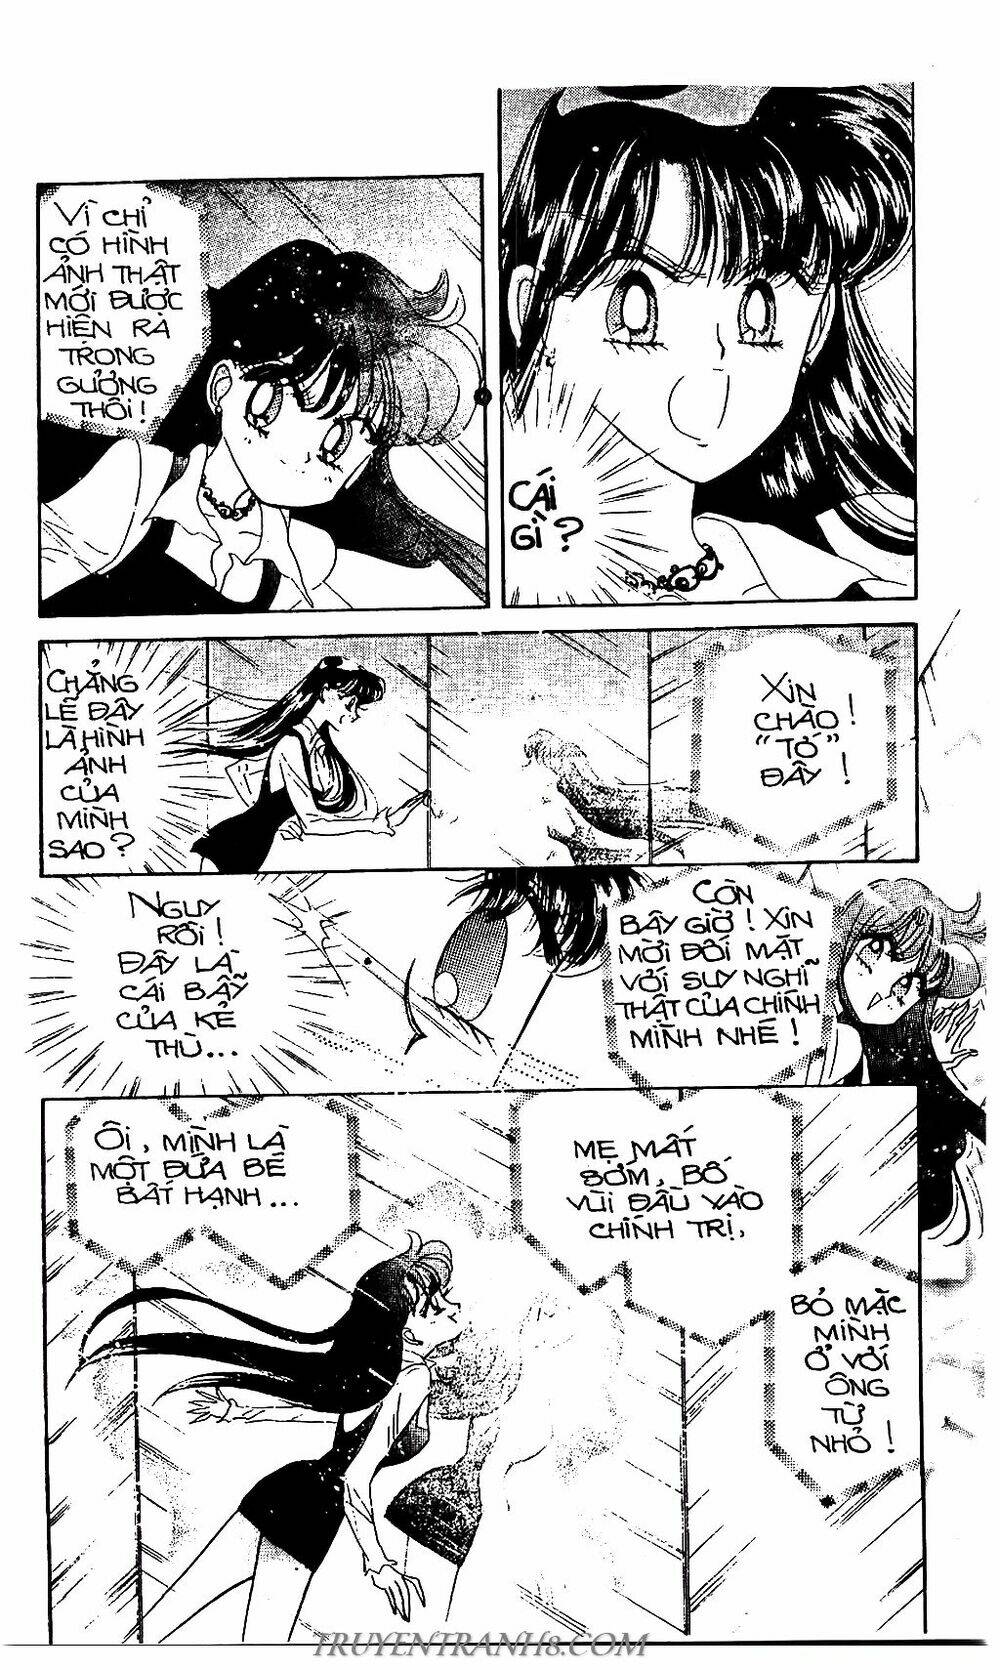 CÁI
GÌ?
VÌ CHỈ
CÓ HÌNH
ẢNH THẬT
MỚI ĐƯỢC
HIỆN RA
TRONG
GƯƠNG
THÔI!
XIN
CHÀO!
"TỚ"
ĐÂY!
CHẲNG
LẼ ĐÂY
LÀ HÌNH
ẢNH
CỦA
MÌNH
SAO?
CÒN
BÂY GIỜ! XIN
MỜI ĐỐI MẶT
VỚI SUY NGHĨ
THẬT CỦA CHÍNH
MÌNH NHÉ!
NGUY
RỒI!
ĐÂY LÀ
CÁI BẪY
CỦA KẺ
THÙ...
MẸ MẤT
SỚM, BỐ
VÙI ĐẦU VÀO
CHÍNH TRỊ,
BỎ MẶC
MÌNH
Ở VỚI
ÔNG
TỪ
NHỎ!
ÔI, MÌNH LÀ
MỘT ĐỨA BÉ
BẤT HẠNH...
TRUYENTRANH8.COM